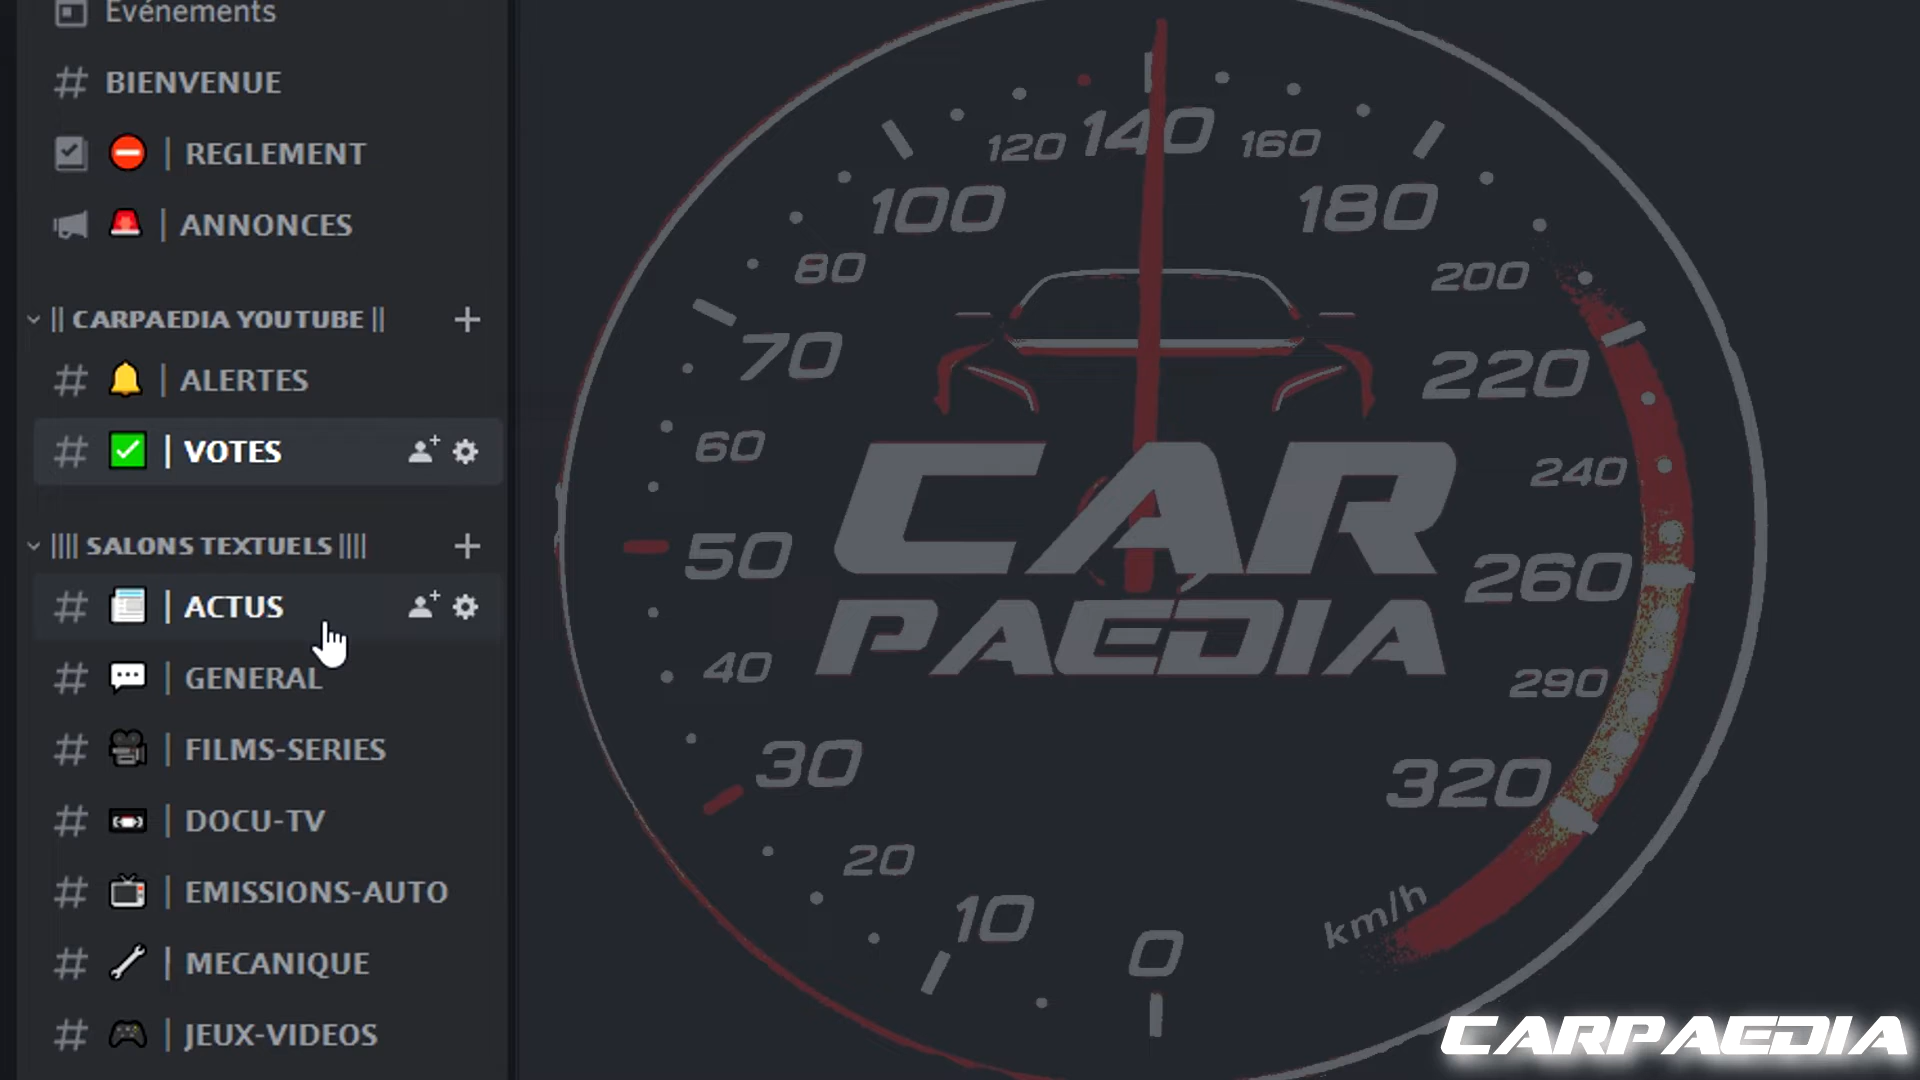 Evénements
BIENVENUE
| REGLEMENT
| ANNONCES
|| CARPAEDIA YOUTUBE ||
| ALERTES
| VOTES
|||| SALONS TEXTUELS ||||
| ACTUS
| GENERAL
| FILMS-SERIES
| DOCU-TV
| EMISSIONS-AUTO
| MECANIQUE
| JEUX-VIDEOS
0
10
20
30
40
50
60
70
80
100
120
140
160
180
200
220
240
260
290
320
km/h
CAR
PAEDIA
CARPAEDIA